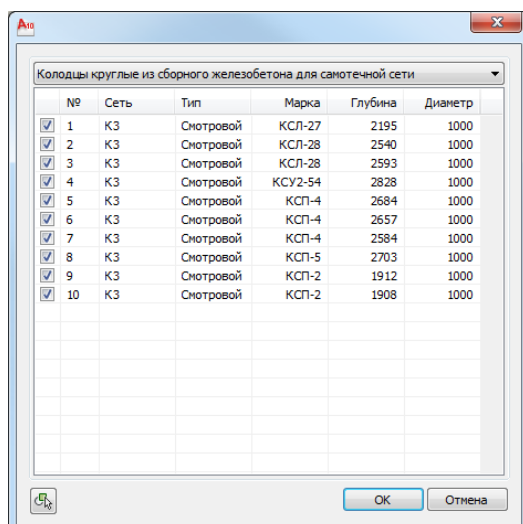 A10
Колодцы круглые из сборного железобетона для самотечной сети
№ Сеть Тип Марка Глубина Диаметр
1 К3 Смотровой КСЛ-27 2195 1000
2 К3 Смотровой КСЛ-28 2540 1000
3 К3 Смотровой КСЛ-28 2593 1000
4 К3 Смотровой КСУ2-54 2828 1000
5 К3 Смотровой КСП-4 2684 1000
6 К3 Смотровой КСП-4 2657 1000
7 К3 Смотровой КСП-4 2584 1000
8 К3 Смотровой КСП-5 2703 1000
9 К3 Смотровой КСП-2 1912 1000
10 К3 Смотровой КСП-2 1908 1000
ОК Отмена